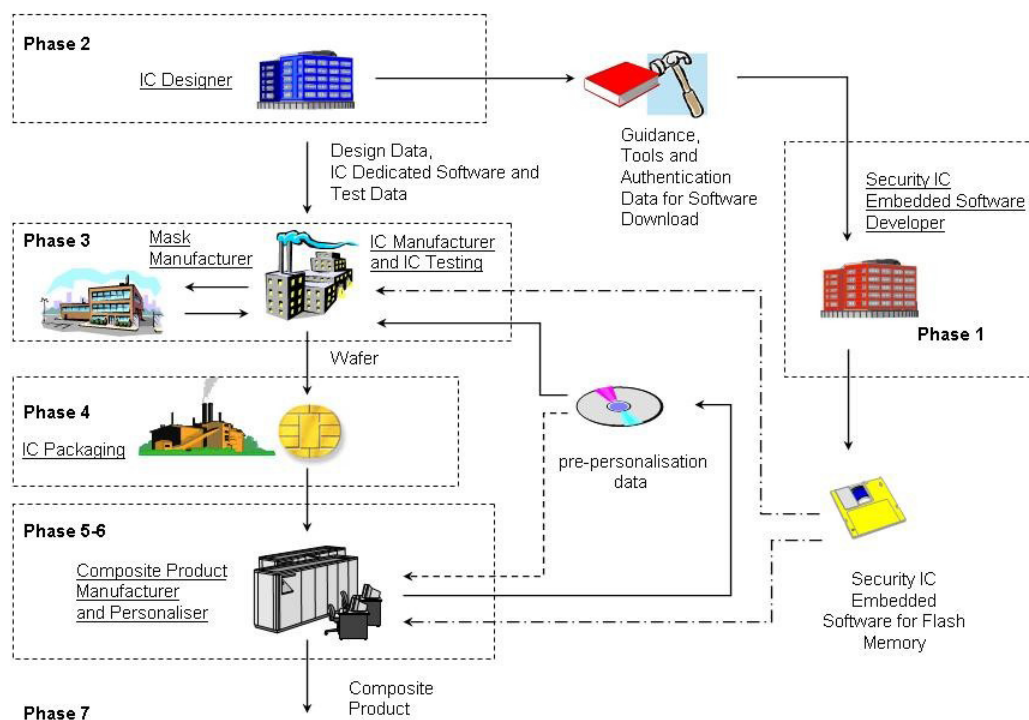 Phase 2
IC Designer
Guidance,
Tools and
Authentication
Data for Software
Download
Design Data,
IC Dedicated Software and
Test Data
Security IC
Embedded Software
Developer
Phase 1
Phase 3
Mask
Manufacturer
IC Manufacturer
and IC Testing
Wafer
Phase 4
IC Packaging
pre-personalisation
data
Phase 5-6
Composite Product
Manufacturer
and Personaliser
Security IC
Embedded
Software for Flash
Memory
Composite
Product
Phase 7